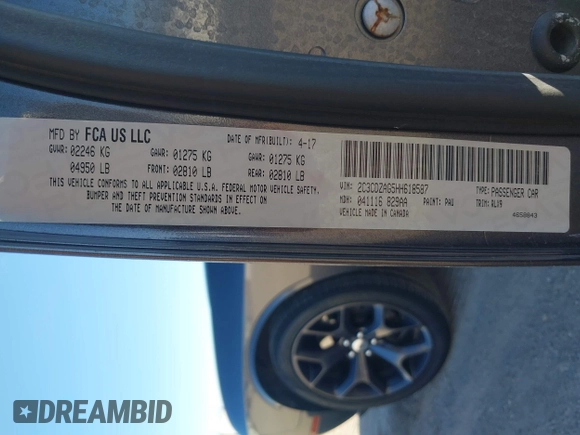 MFD BY FCA US LLC
DATE OF MFR(BUILT): 4-17
GVWR: 02246 KG
GAWR: 01275 KG
GAWR: 01275 KG
04950 LB
FRONT: 02810 LB
REAR: 02810 LB
THIS VEHICLE CONFORMS TO ALL APPLICABLE U.S.A. FEDERAL MOTOR VEHICLE SAFETY,
BUMPER AND THEFT PREVENTION STANDARDS IN EFFECT ON
THE DATE OF MANUFACTURE SHOWN ABOVE.
VIN: 2C3CDZAG5HH618587
TYPE: PASSENGER CAR
MDH: 041116 829AA
PAINT: PAU
TRIM: RLX9
VEHICLE MADE IN CANADA
4658043
DREAMBID